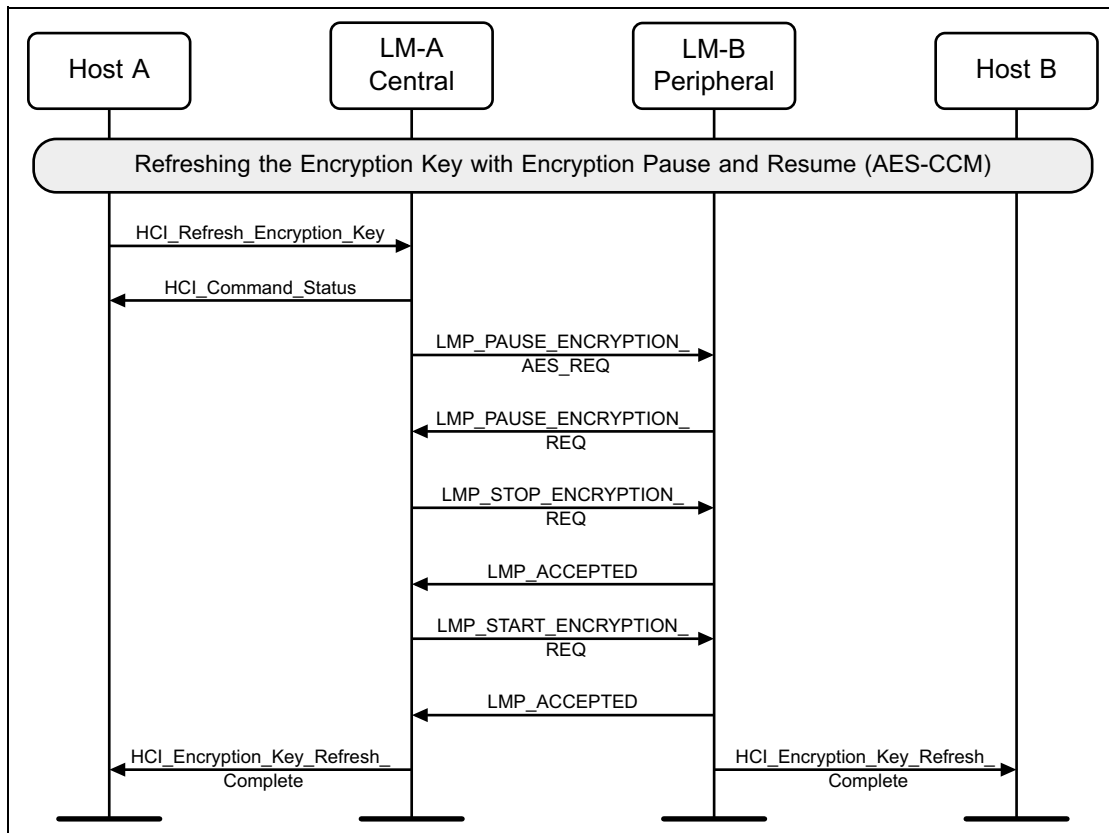 Host A
LM-A
Central
LM-B
Peripheral
Host B
Refreshing the Encryption Key with Encryption Pause and Resume (AES-CCM)
HCI_Refresh_Encryption_Key
HCI_Command_Status
LMP_PAUSE_ENCRYPTION_
AES_REQ
LMP_PAUSE_ENCRYPTION_
REQ
LMP_STOP_ENCRYPTION_
REQ
LMP_ACCEPTED
LMP_START_ENCRYPTION_
REQ
LMP_ACCEPTED
HCI_Encryption_Key_Refresh_
Complete
HCI_Encryption_Key_Refresh_
Complete